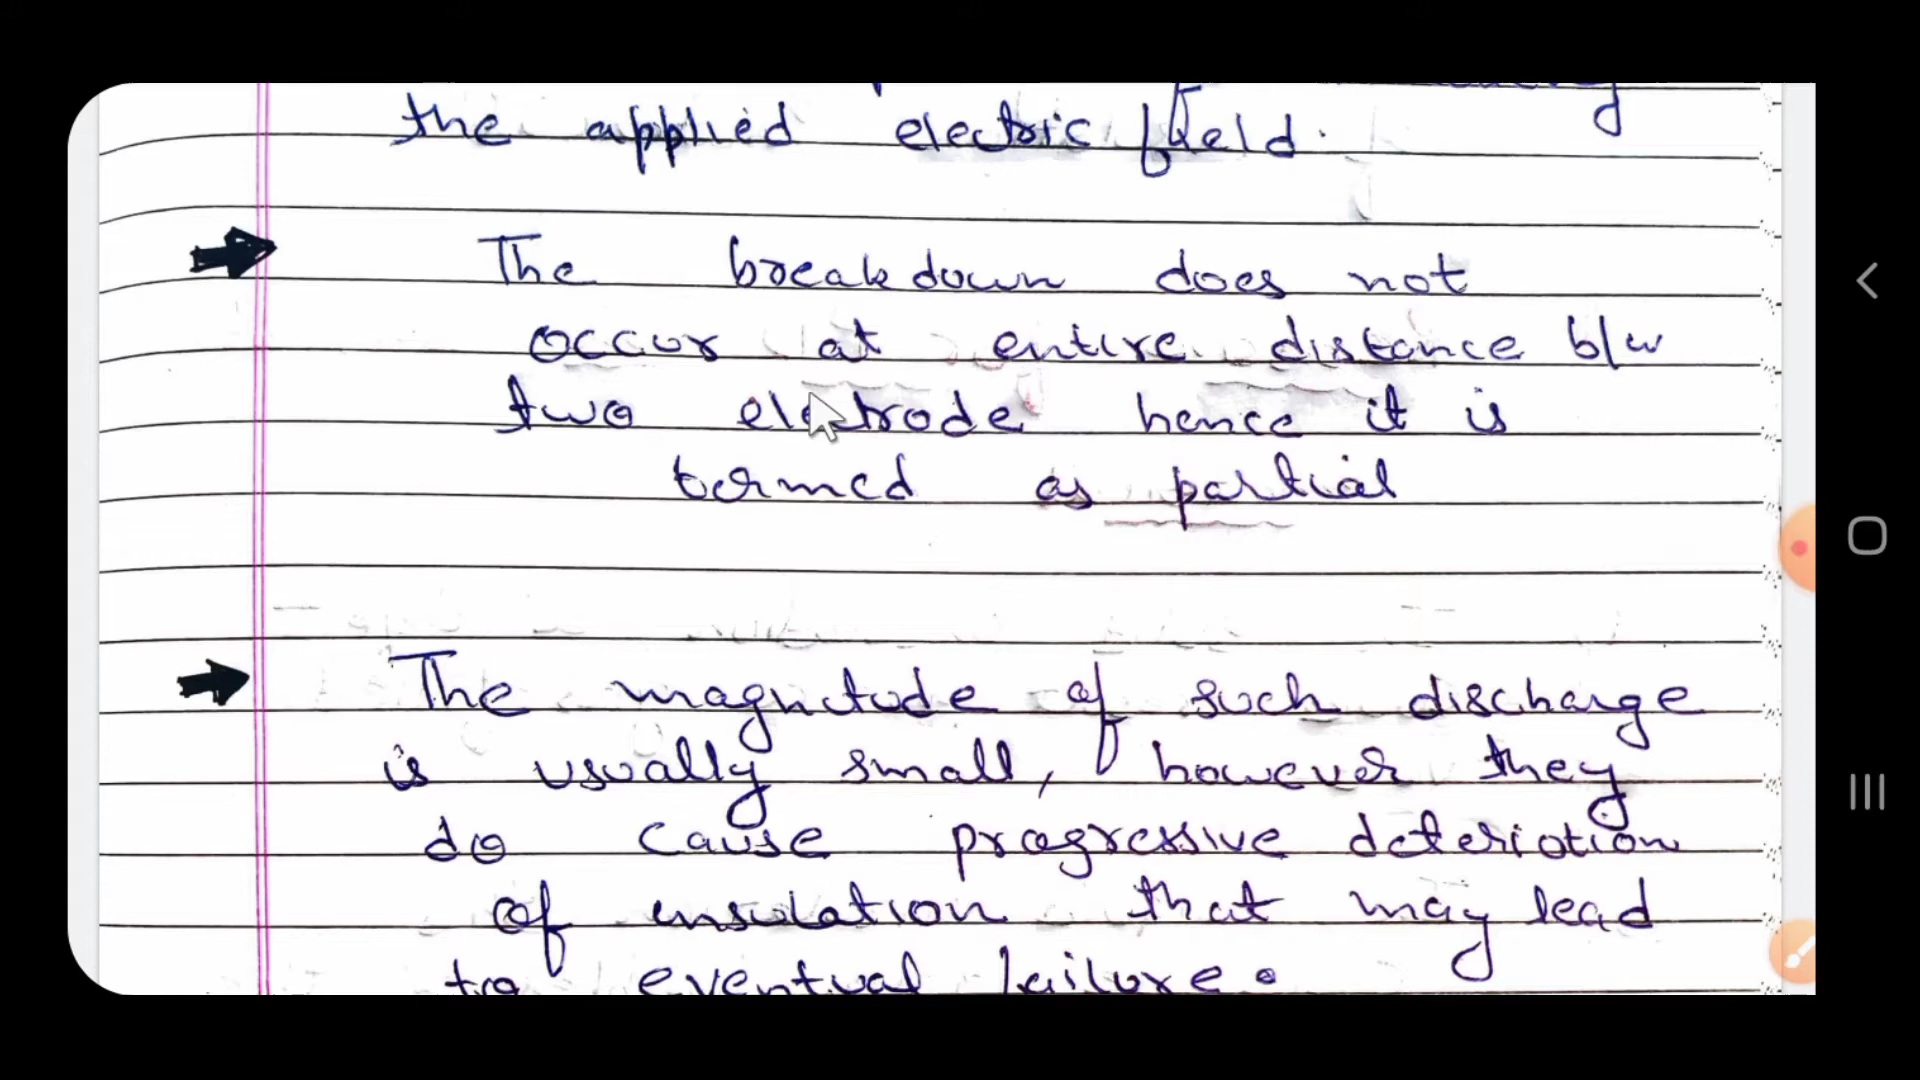 the applied electric field.
The breakdown does not
occur at entire distance b/w
two electrode hence it is
termed as partial
The magnitude of such discharge
is usually small, however they
do cause progressive deteriotion
of insulation that may lead
to eventual failure.